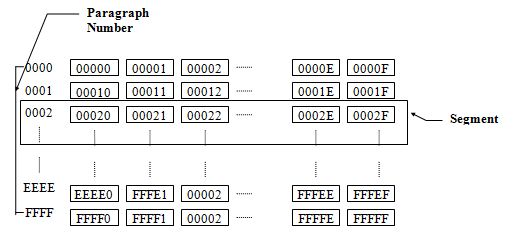 Paragraph
Number
0000 00000 00001 00002 ........ 0000E 0000F
0001 00010 00011 00012 ........ 0001E 0001F
0002 00020 00021 00022 ........ 0002E 0002F
Segment
EEEE EEEE0 FFFE1 00002 ........ FFFEE FFFEF
FFFF FFFF0 FFFF1 00002 ........ FFFFE FFFFF